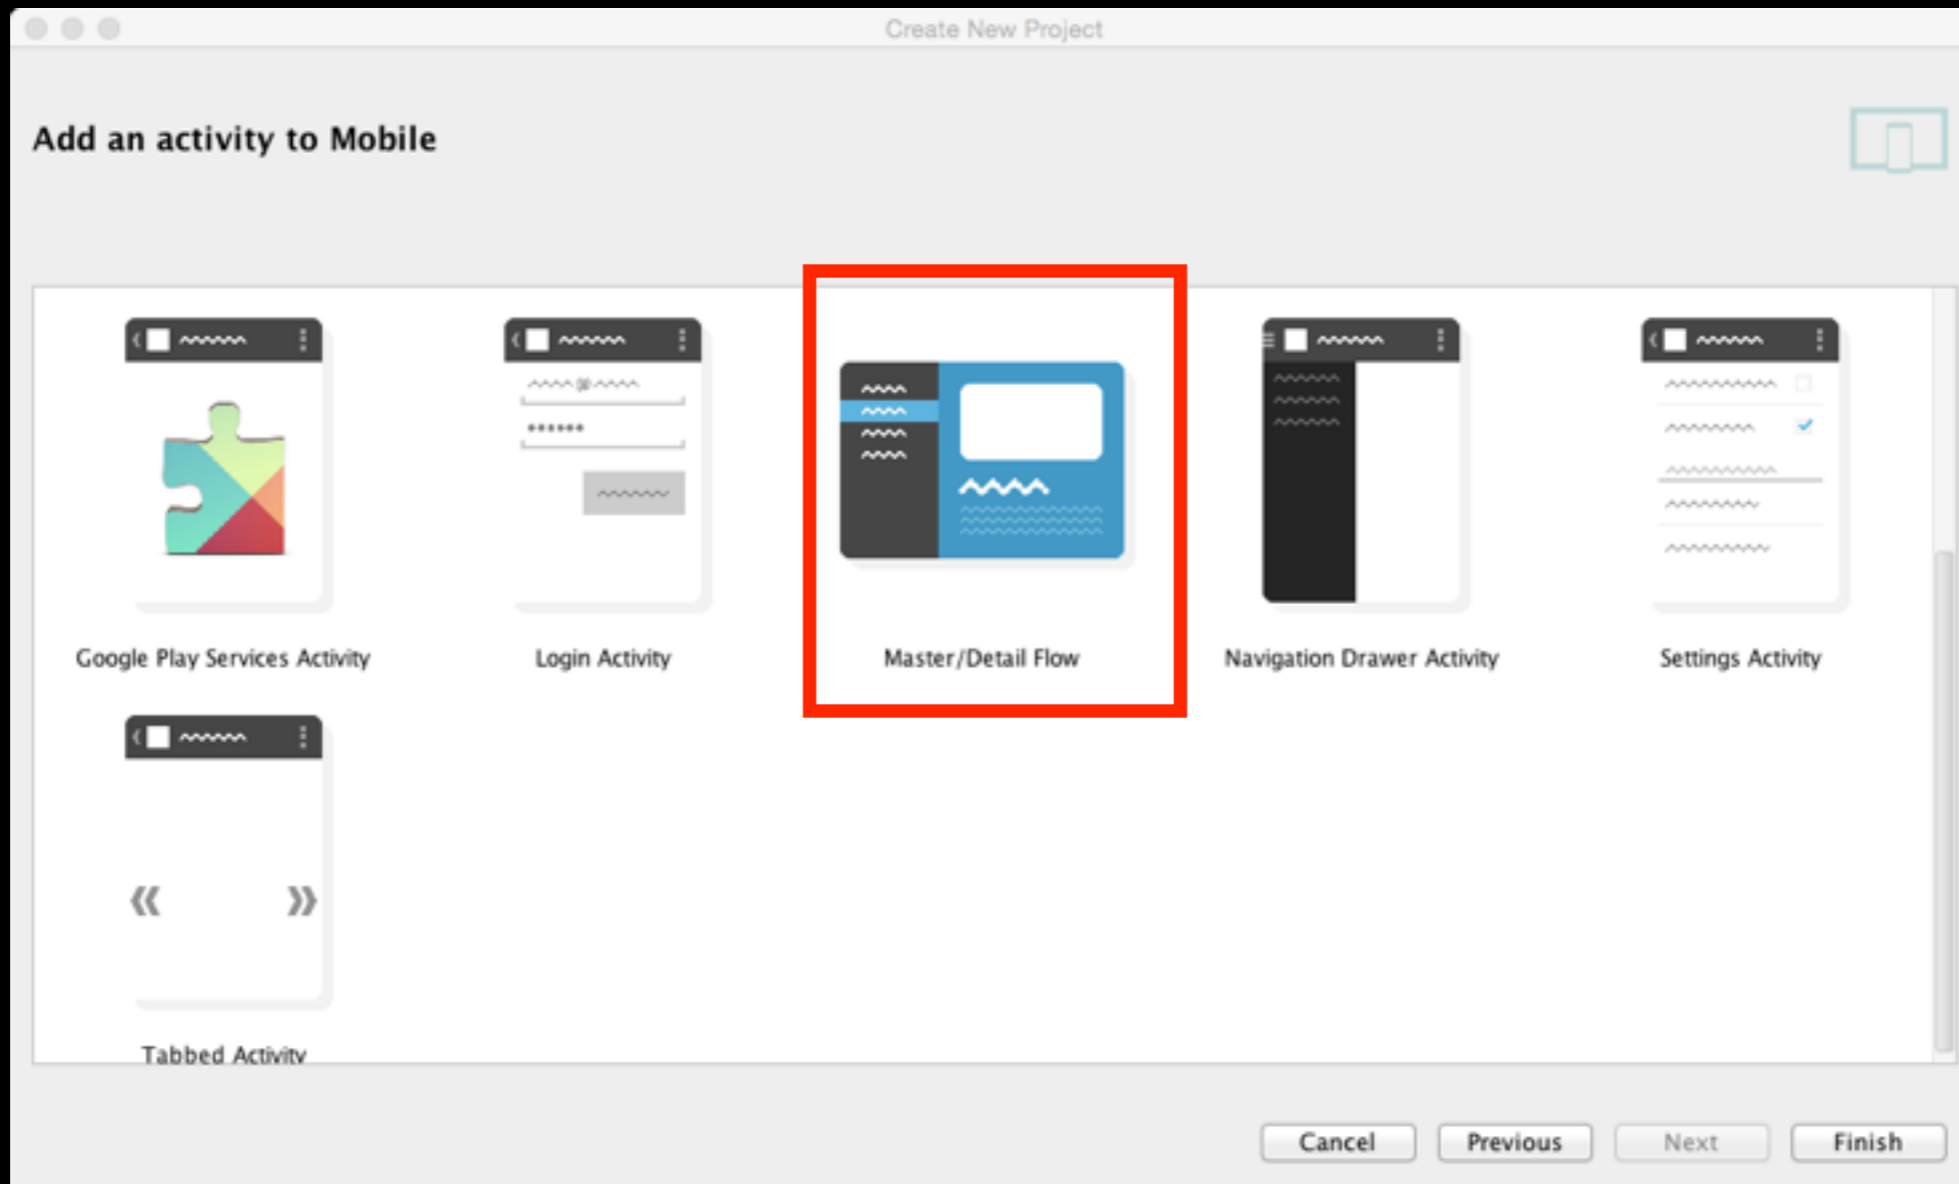 Create New Project
Add an activity to Mobile
Google Play Services Activity
Login Activity
Master/Detail Flow
Navigation Drawer Activity
Settings Activity
Tabbed Activity
Cancel
Previous
Next
Finish